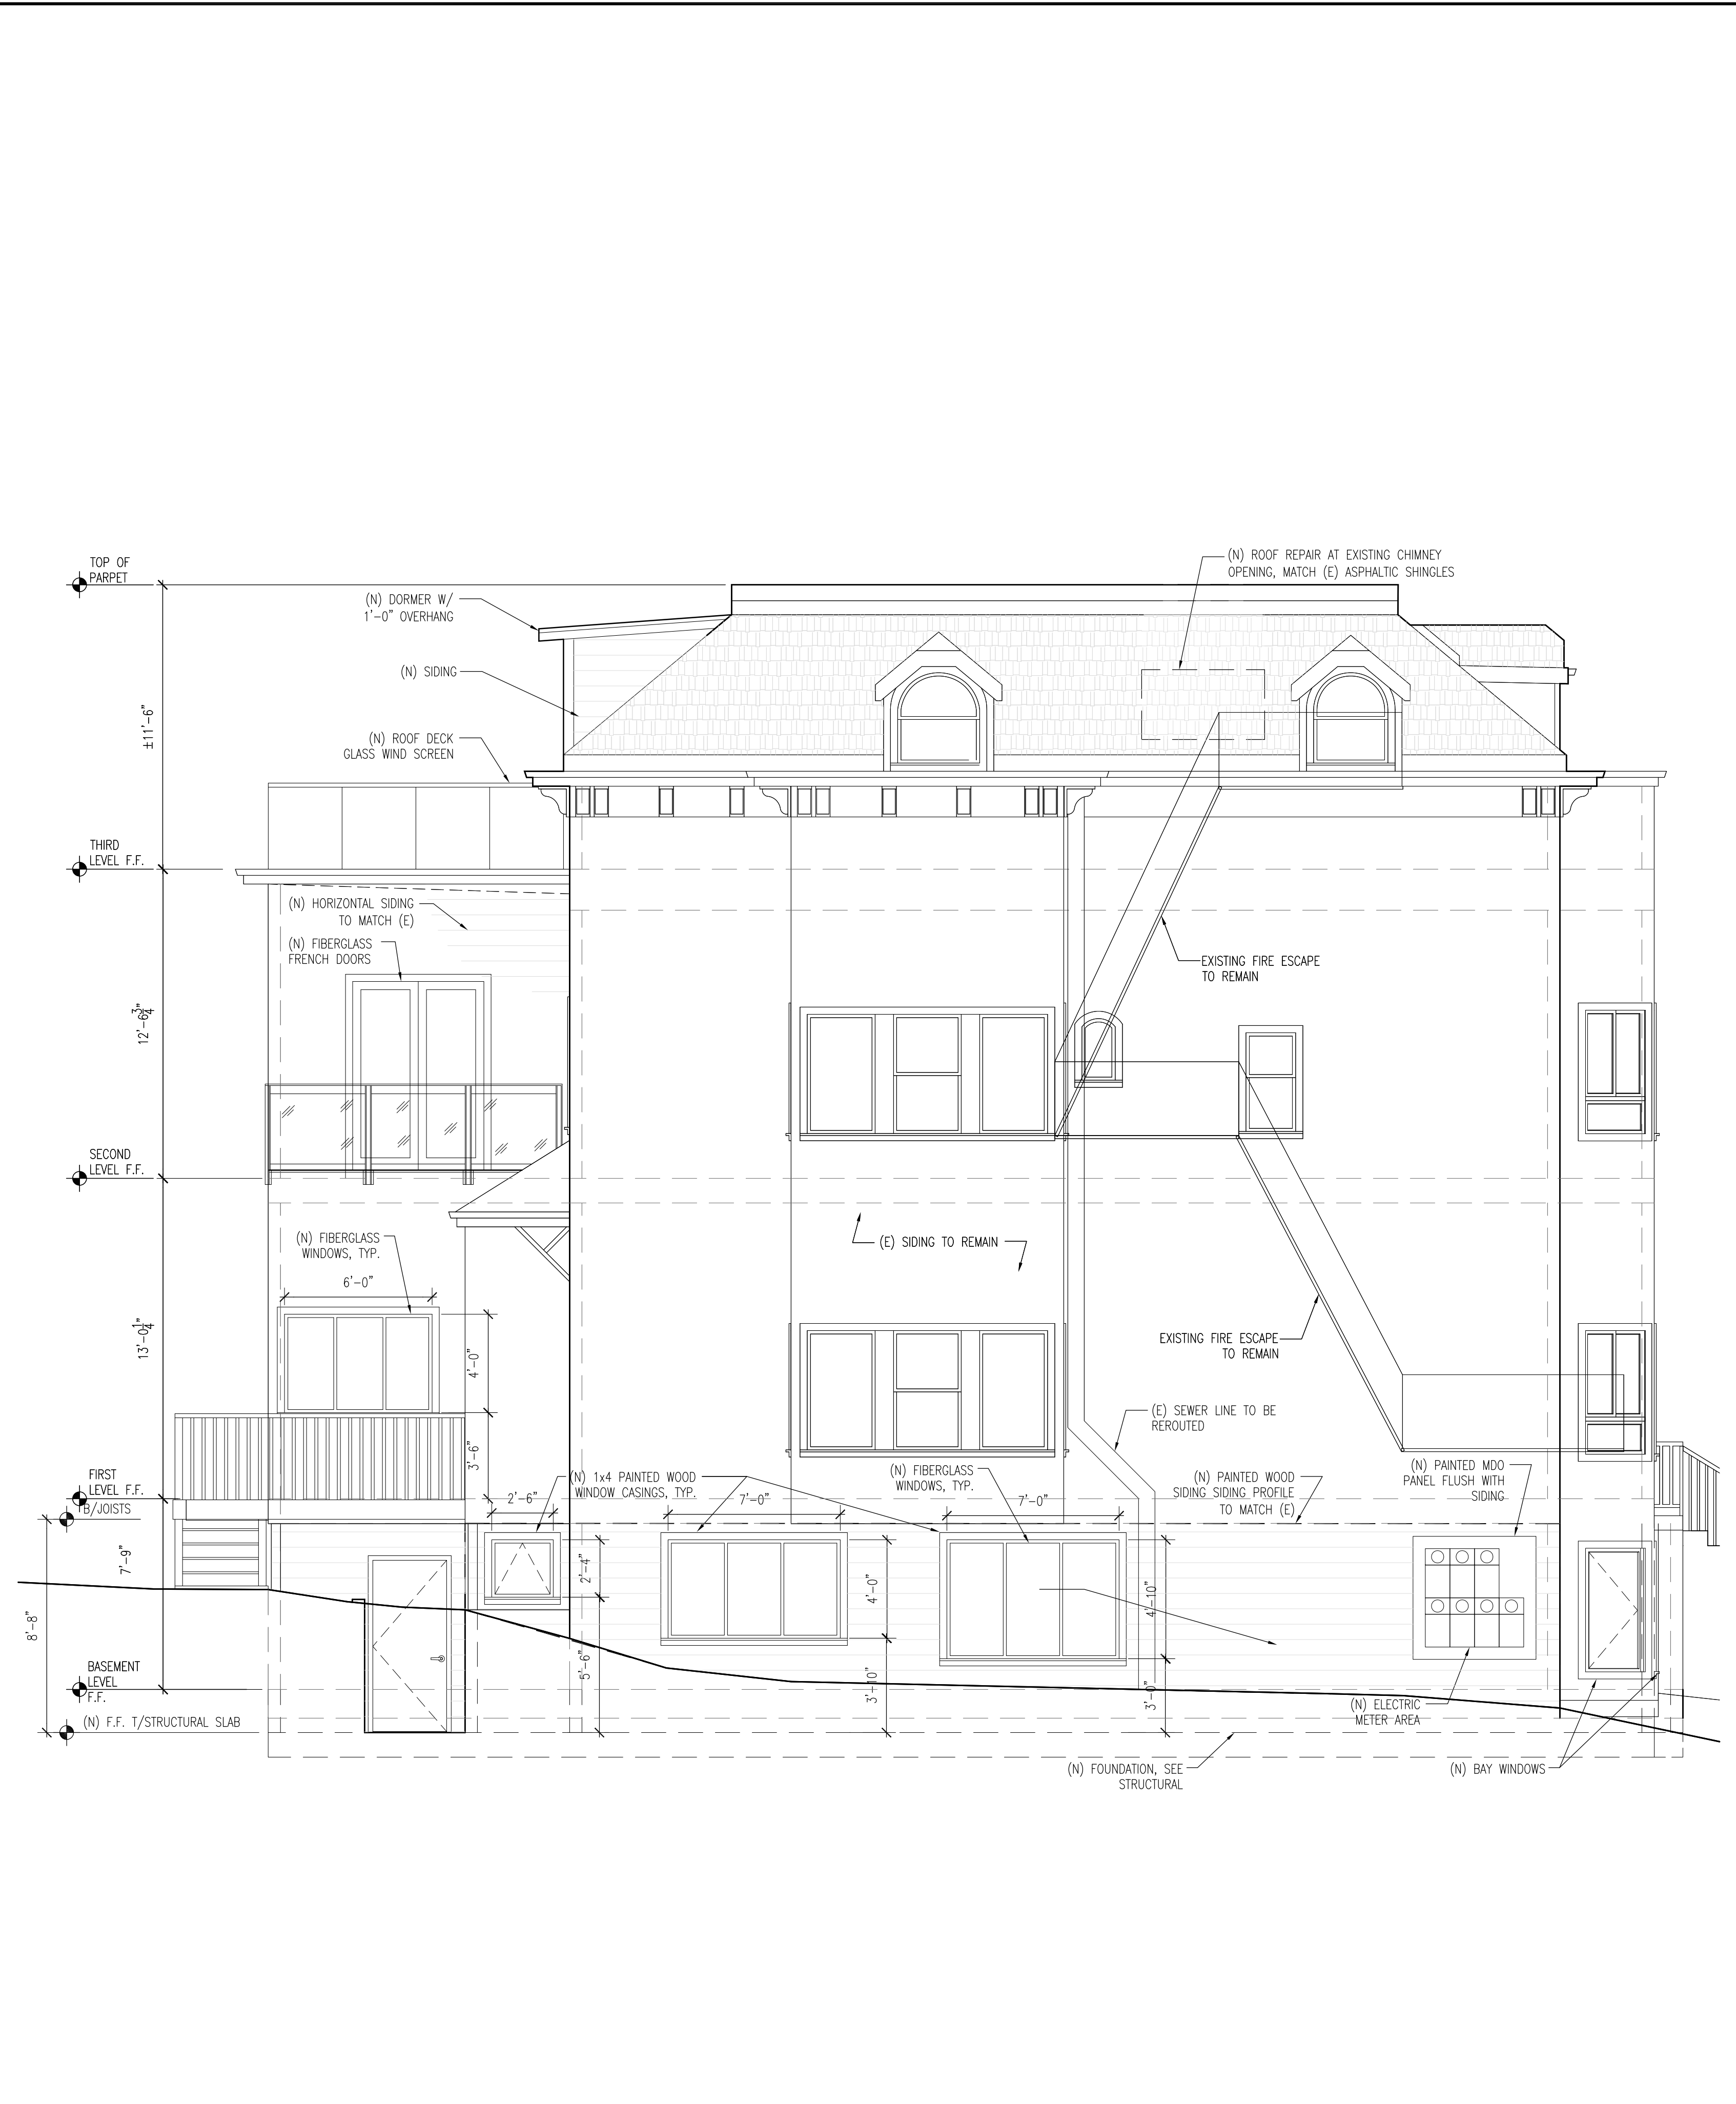 TOP OF
PARPET
(N) ROOF REPAIR AT EXISTING CHIMNEY
OPENING, MATCH (E) ASPHALTIC SHINGLES
(N) DORMER W/
1'-0" OVERHANG
(N) SIDING
±11'-6"
(N) ROOF DECK
GLASS WIND SCREEN
THIRD
LEVEL F.F.
(N) HORIZONTAL SIDING
TO MATCH (E)
(N) FIBERGLASS
FRENCH DOORS
EXISTING FIRE ESCAPE
TO REMAIN
12'-6 3/4"
SECOND
LEVEL F.F.
(N) FIBERGLASS
WINDOWS, TYP.
6'-0"
(E) SIDING TO REMAIN
13'-0 1/4"
4'-0"
EXISTING FIRE ESCAPE
TO REMAIN
(E) SEWER LINE TO BE
REROUTED
3'-6"
FIRST
LEVEL F.F.
B/JOISTS
(N) 1x4 PAINTED WOOD
WINDOW CASINGS, TYP.
2'-6"
7'-0"
(N) FIBERGLASS
WINDOWS, TYP.
7'-0"
(N) PAINTED WOOD
SIDING SIDING PROFILE
TO MATCH (E)
(N) PAINTED MDO
PANEL FLUSH WITH
SIDING
7'-9"
8'-8"
2'-4"
4'-0"
4'-10"
5'-6"
3'-10"
3'-0"
BASEMENT
LEVEL
F.F.
(N) F.F. T/STRUCTURAL SLAB
(N) ELECTRIC
METER AREA
(N) FOUNDATION, SEE
STRUCTURAL
(N) BAY WINDOWS